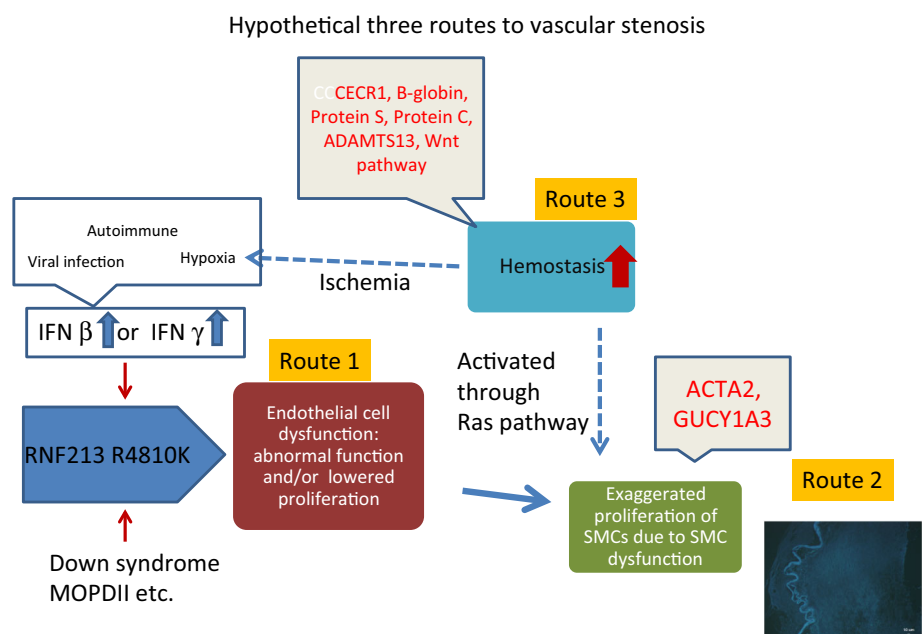 Hypothetical three routes to vascular stenosis
CCCECR1, B-globin,
Protein S, Protein C,
ADAMTS13, Wnt
pathway
Route 3
Hemostasis
Autoimmune
Viral infection
Hypoxia
Ischemia
IFN β or IFN γ
Route 1
Activated
through
Ras pathway
ACTA2,
GUCY1A3
RNF213 R4810K
Endothelial cell
dysfunction:
abnormal function
and/or lowered
proliferation
Route 2
Exaggerated
proliferation of
SMCs due to SMC
dysfunction
Down syndrome
MOPDII etc.